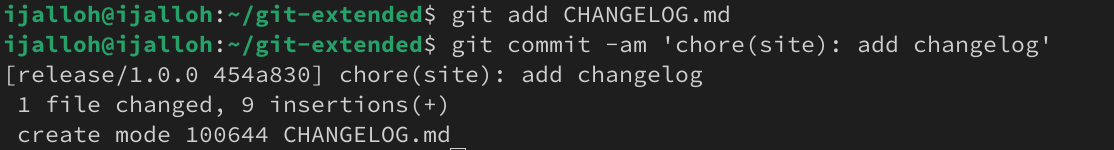 ijalloh@ijalloh:~/git-extended$ git add CHANGELOG.md
ijalloh@ijalloh:~/git-extended$ git commit -am 'chore(site): add changelog'
[release/1.0.0 454a830] chore(site): add changelog
 1 file changed, 9 insertions(+)
 create mode 100644 CHANGELOG.md